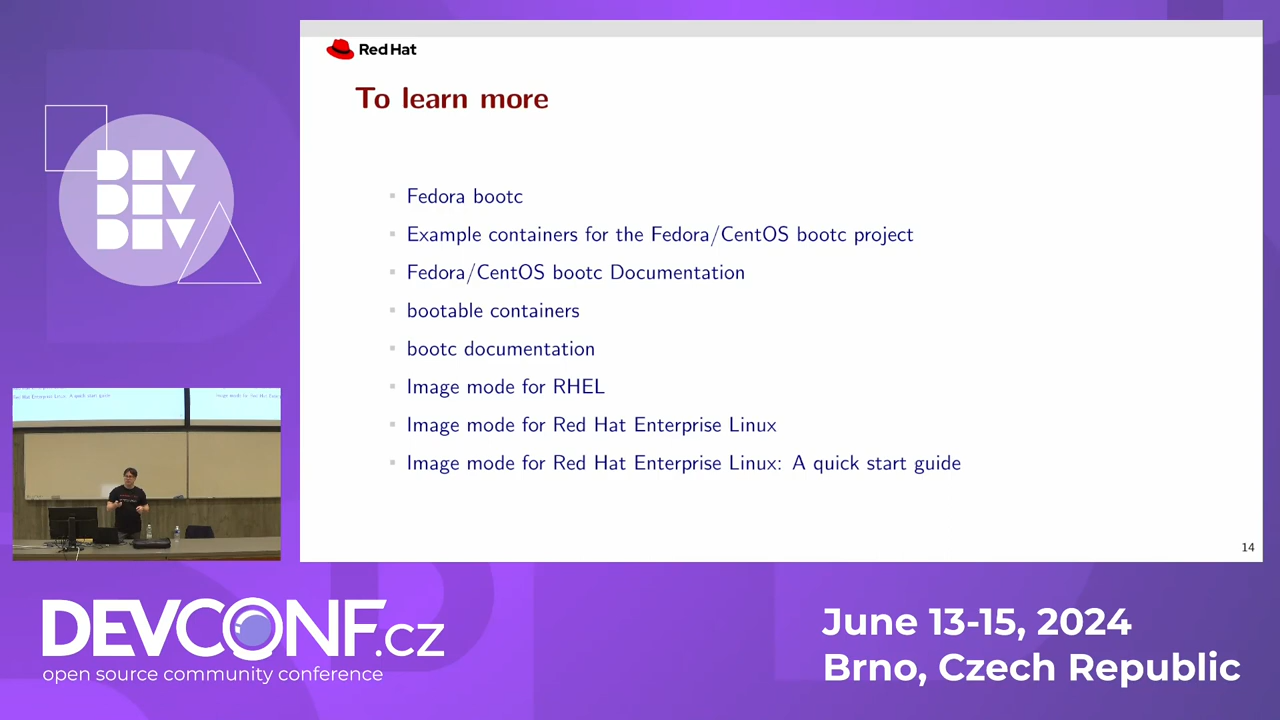 Red Hat
To learn more
Fedora bootc
Example containers for the Fedora/CentOS bootc project
Fedora/CentOS bootc Documentation
bootable containers
bootc documentation
Image mode for RHEL
Image mode for Red Hat Enterprise Linux
Image mode for Red Hat Enterprise Linux: A quick start guide
14
DEV
DEV
DEV
DEVCONF.cz
open source community conference
June 13-15, 2024
Brno, Czech Republic